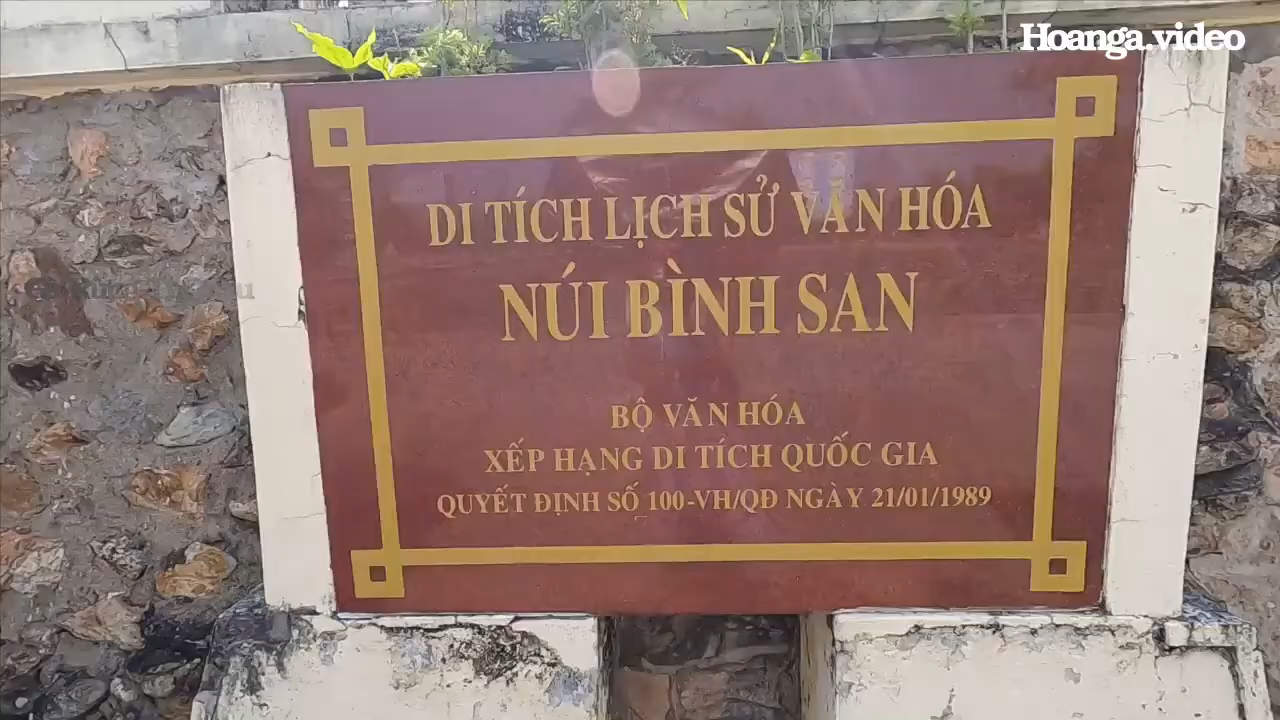 Hoanga.video
DI TÍCH LỊCH SỬ VĂN HÓA
NÚI BÌNH SAN
BỘ VĂN HÓA
XẾP HẠNG DI TÍCH QUỐC GIA
QUYẾT ĐỊNH SỐ 100-VH/QĐ NGÀY 21/01/1989